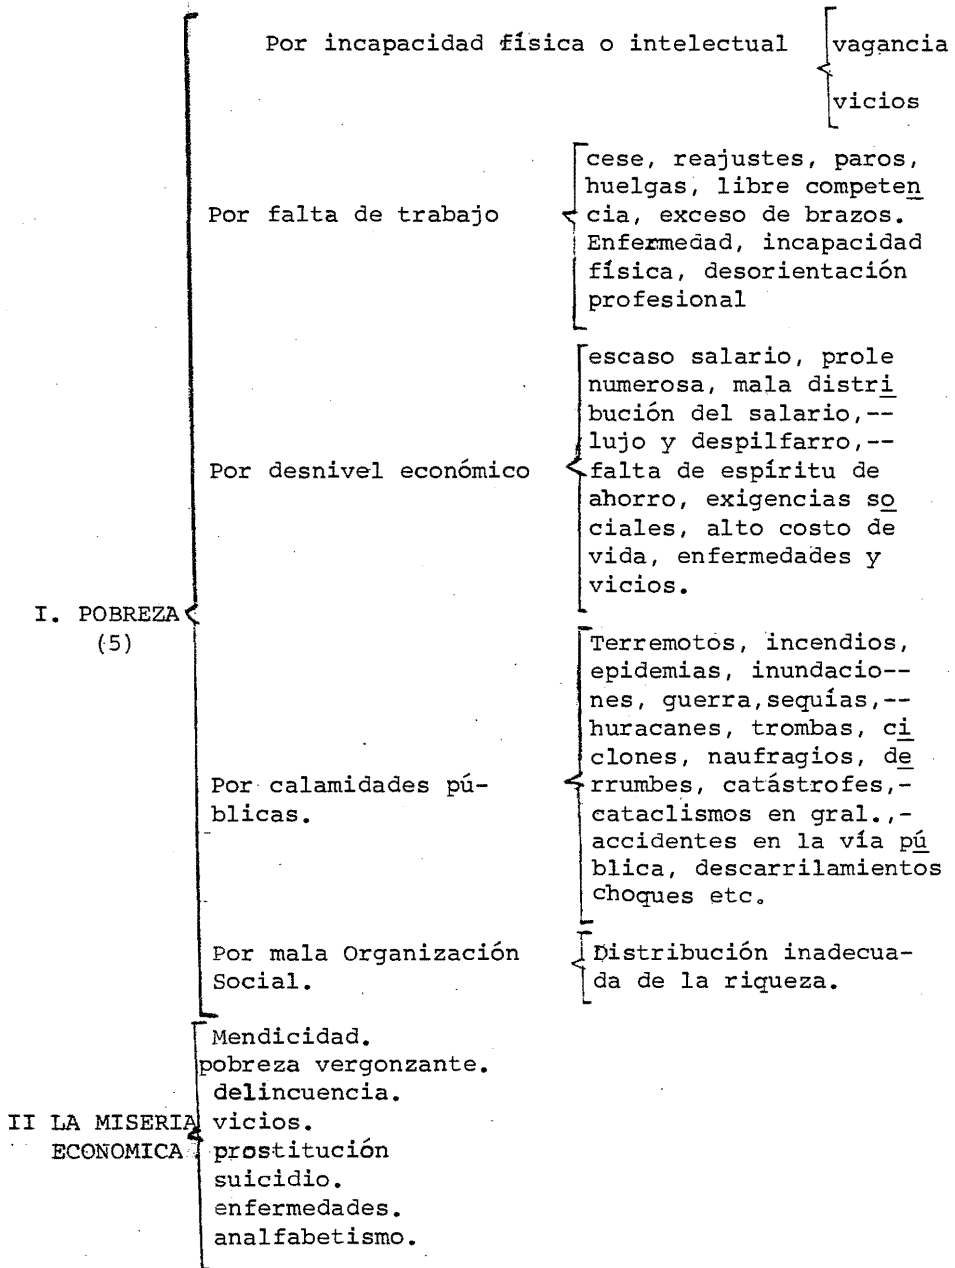 Por incapacidad física o intelectual
vagancia
vicios
Por falta de trabajo
cese, reajustes, paros,
huelgas, libre competen
cia, exceso de brazos.
Enfermedad, incapacidad
física, desorientación
profesional
Por desnivel económico
escaso salario, prole
numerosa, mala distri
bución del salario,--
lujo y despilfarro,--
falta de espíritu de
ahorro, exigencias so
ciales, alto costo de
vida, enfermedades y
vicios.
I. POBREZA
(5)
Por calamidades pú-
blicas.
Terremotos, incendios,
epidemias, inundacio--
nes, guerra,sequías,--
huracanes, trombas, ci
clones, naufragios, de
rrumbes, catástrofes,-
cataclismos en gral.,-
accidentes en la vía pú
blica, descarrilamientos
choques etc.
Por mala Organización
Social.
Distribución inadecua-
da de la riqueza.
II LA MISERIA
ECONOMICA
Mendicidad.
pobreza vergonzante.
delincuencia.
vicios.
prostitución
suicidio.
enfermedades.
analfabetismo.